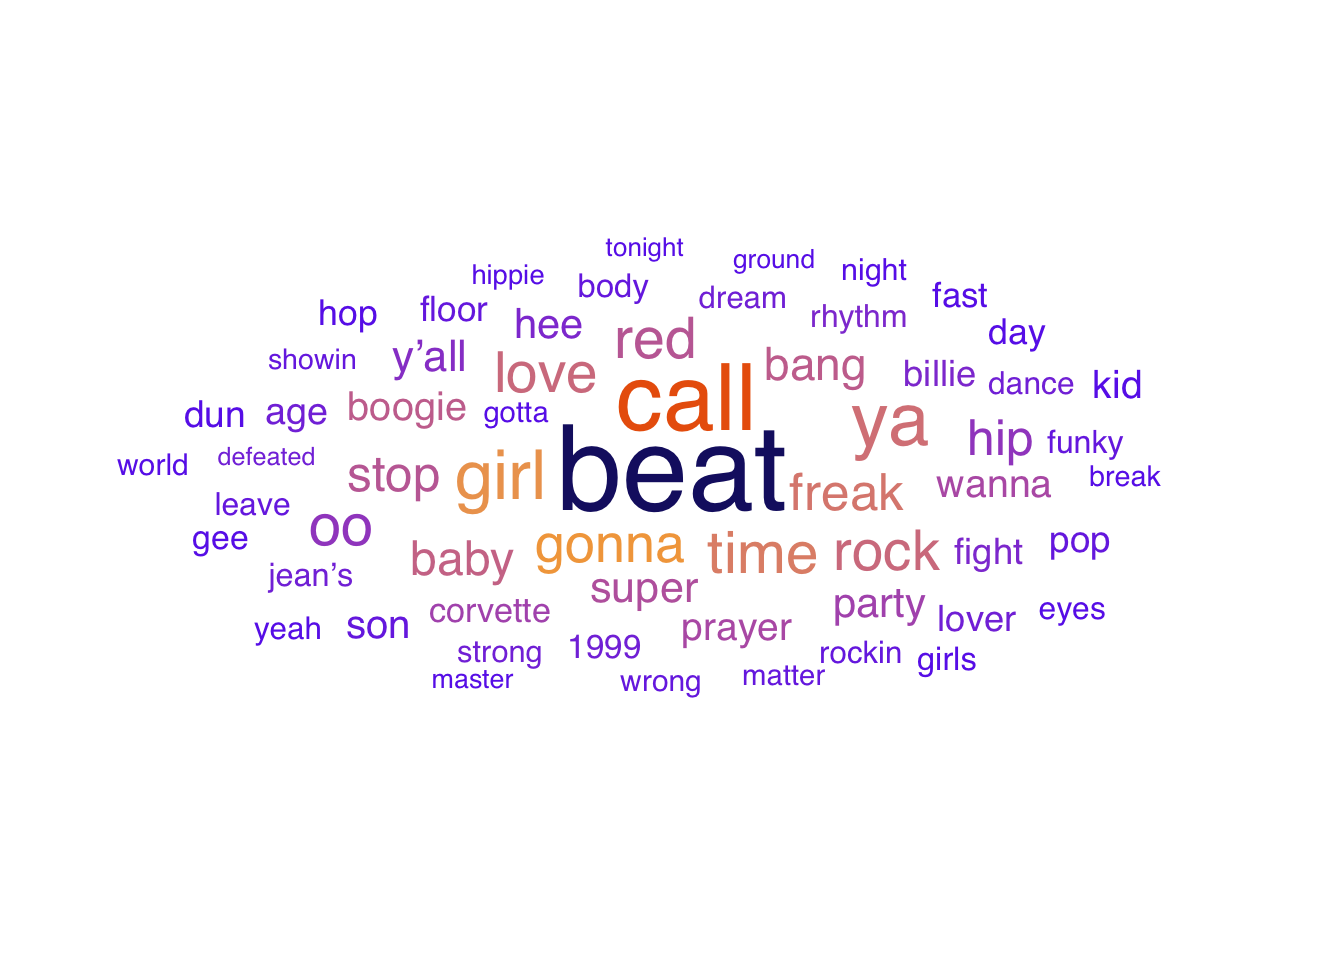 tonight
hippie body ground night
hop floor hee dream rhythm fast
showin y’all love red bang billie day
dun age boogie gotta call ya dance kid
world defeated stop girl beat freak hip funky
leave oo wanna break
gee baby gonna time rock fight pop
jean’s corvette super party
yeah son prayer lover eyes
strong 1999 rockin girls
master wrong matter